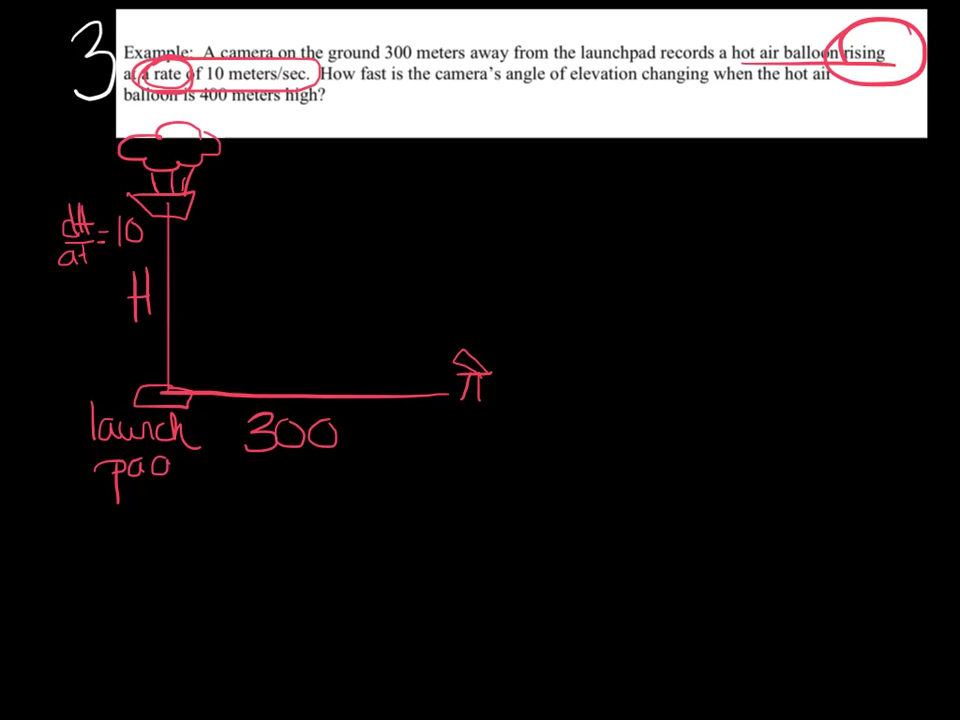 3
Example: A camera on the ground 300 meters away from the launchpad records a hot air balloon rising
at a rate of 10 meters/sec. How fast is the camera's angle of elevation changing when the hot air
balloon is 400 meters high?
dH/dt = 10
H
launch
pad
300